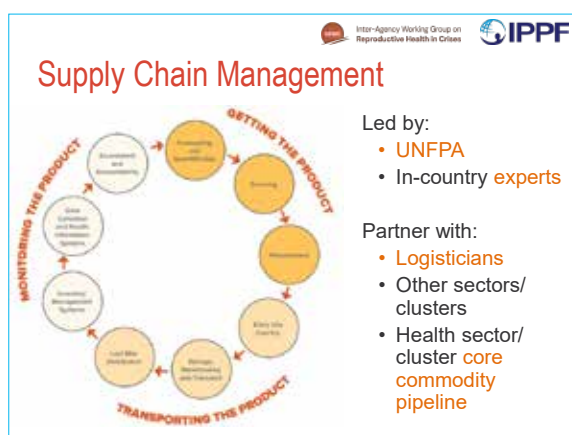 Inter-Agency Working Group on
Reproductive Health in Crises
IPPF
Supply Chain Management
GETTING THE PRODUCT
MONITORING THE PRODUCT
TRANSPORTING THE PRODUCT
Forecasting and
Procurement
Entry into
Country
Storage,
Warehousing
and Transport
Last Mile
Distribution
Inventory
Management
Systems
Data
Collection
and Health
Information
Systems
Assessment
and
Led by:
• UNFPA
• In-country experts
Partner with:
• Logisticians
• Other sectors/
clusters
• Health sector/
cluster core
commodity
pipeline